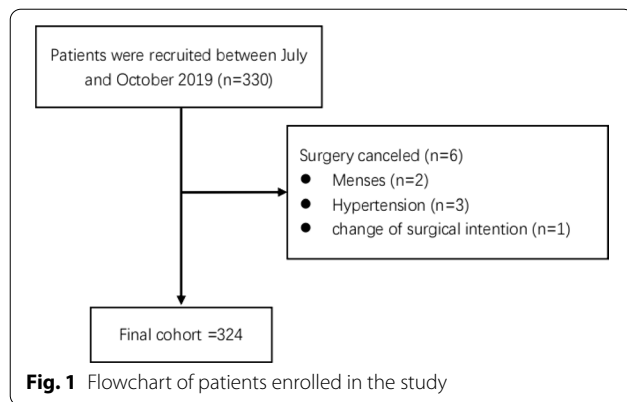 Patients were recruited between July
and October 2019 (n=330)
Surgery canceled (n=6)
● Menses (n=2)
● Hypertension (n=3)
● change of surgical intention (n=1)
Final cohort =324
Fig. 1 Flowchart of patients enrolled in the study